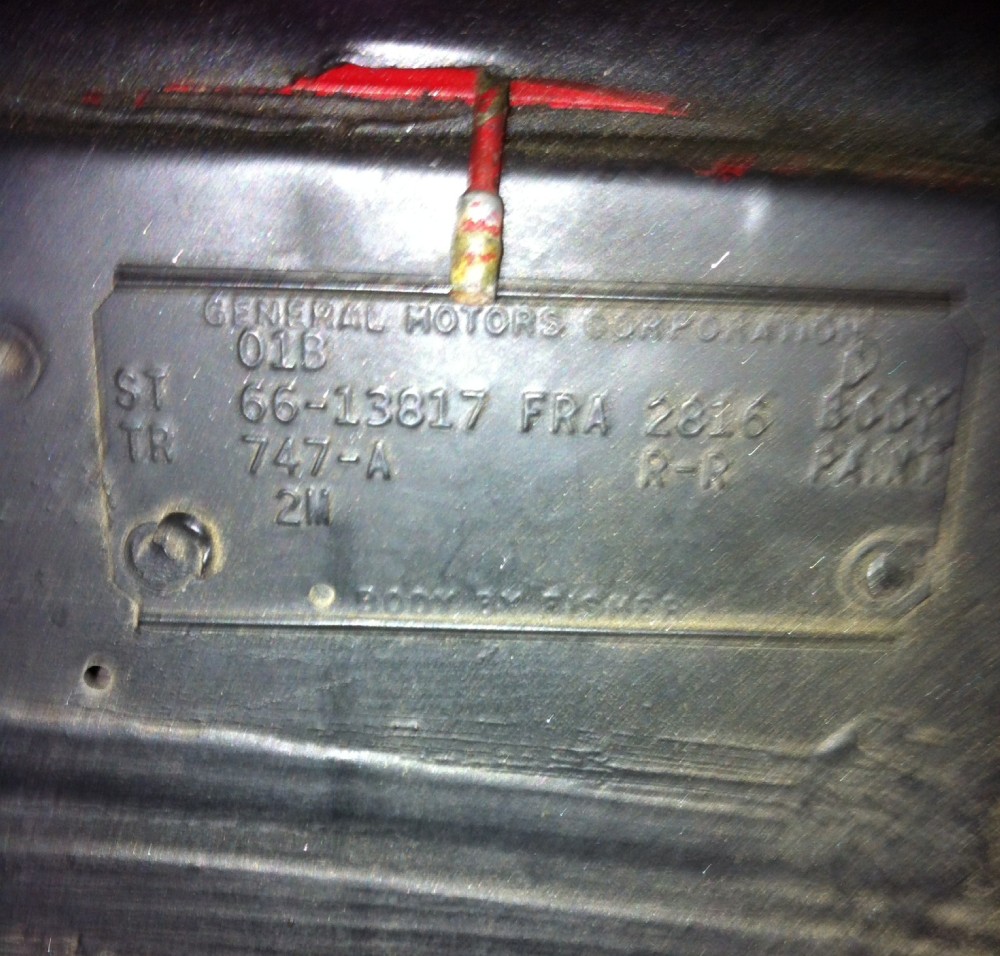 GENERAL MOTORS CORPORATION
01B D
ST 66-13817 FRA 2816 BODY
TR 747-A R-R PAINT
2M
BODY BY FISHER